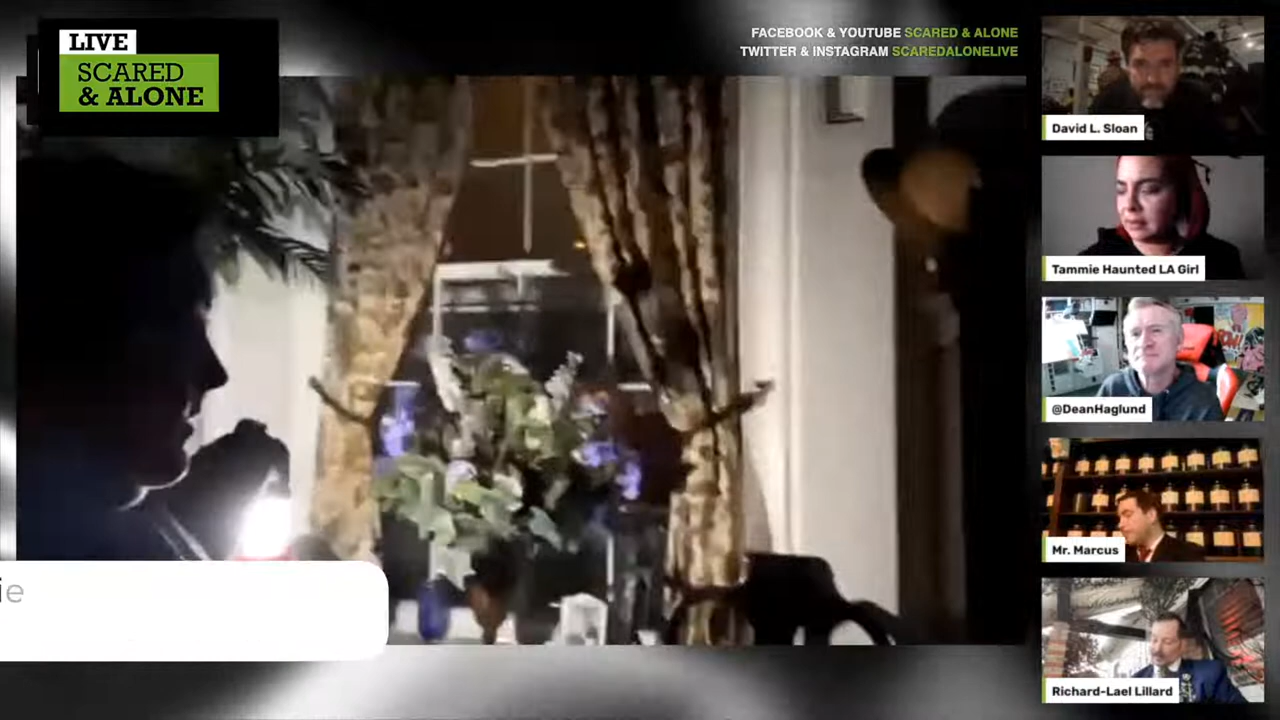 LIVE
SCARED
& ALONE
FACEBOOK & YOUTUBE SCARED & ALONE
TWITTER & INSTAGRAM SCAREDALONELIVE
David L. Sloan
Tammie Haunted LA Girl
@DeanHaglund
Mr. Marcus
Richard-Lael Lillard
ie